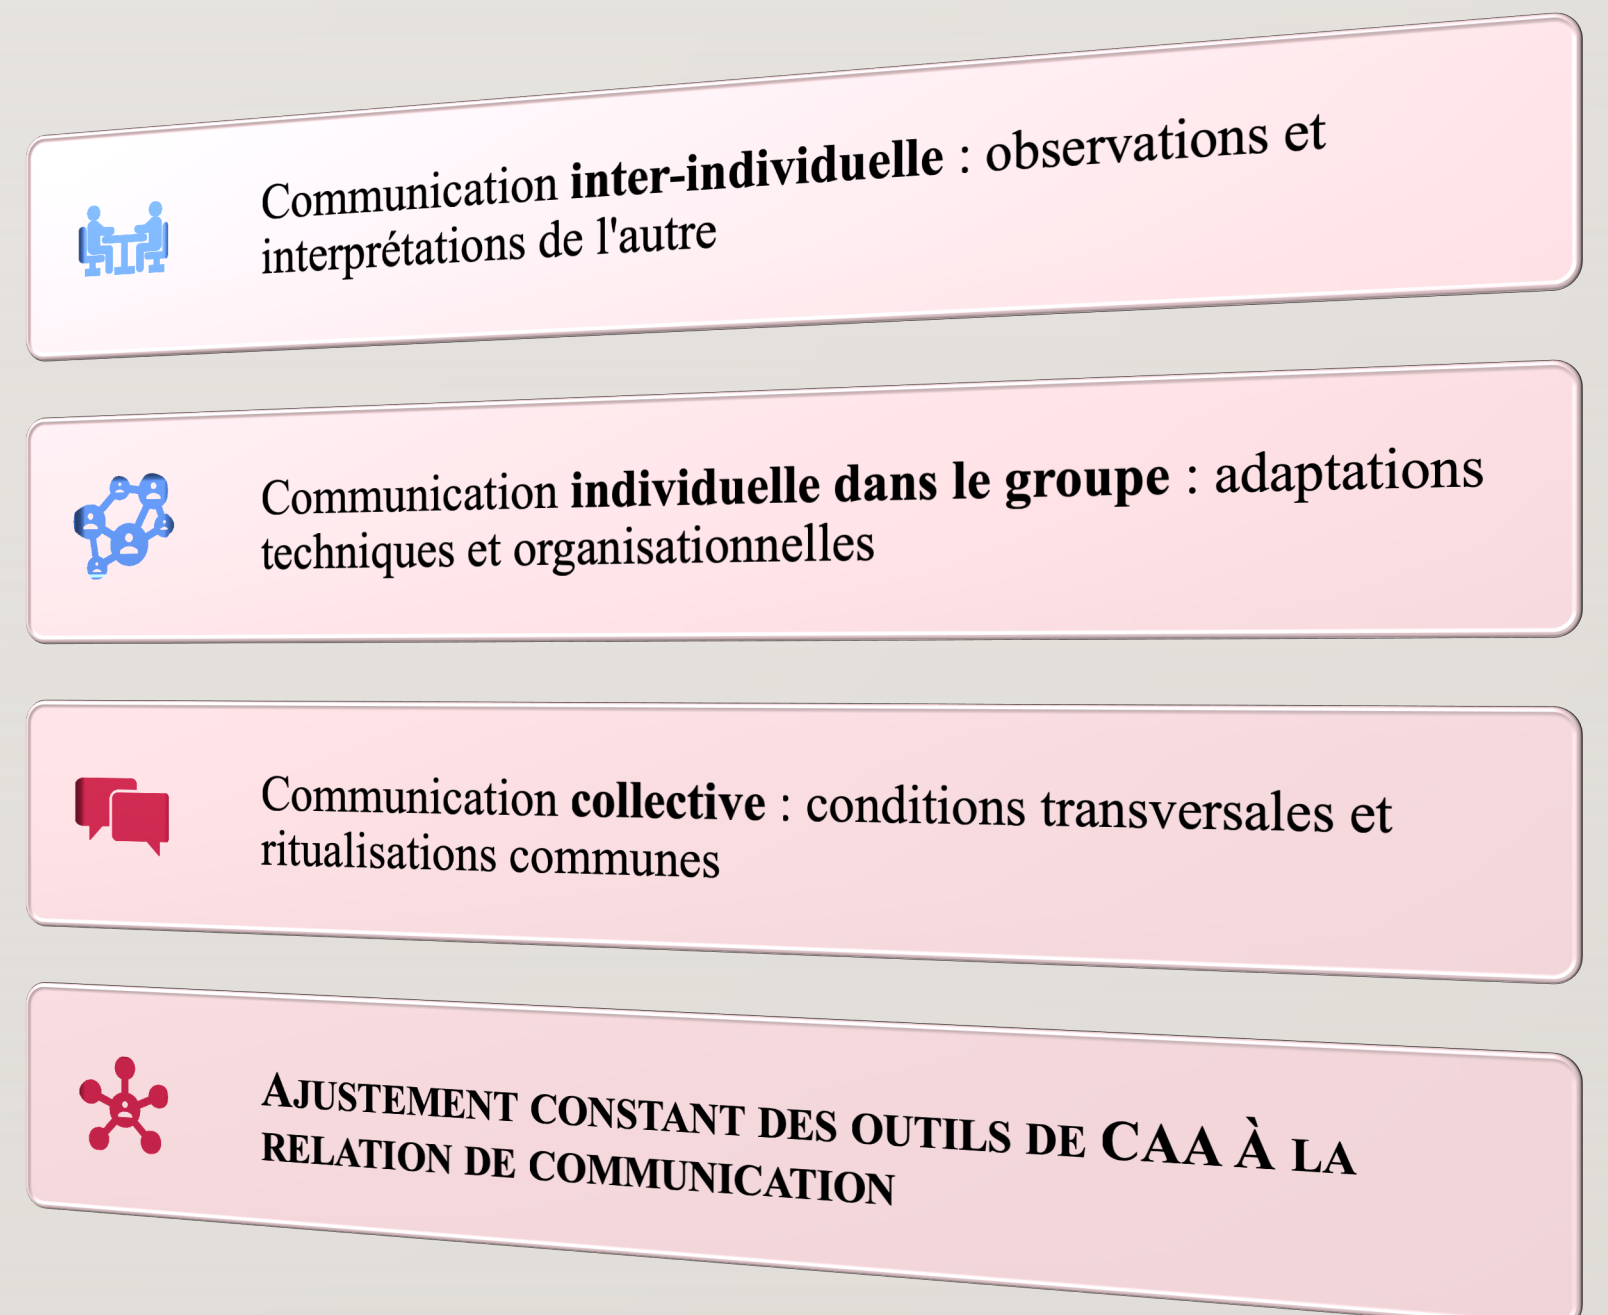 Communication inter-individuelle : observations et
interprétations de l'autre
Communication individuelle dans le groupe : adaptations
techniques et organisationnelles
Communication collective : conditions transversales et
ritualisations communes
AJUSTEMENT CONSTANT DES OUTILS DE CAA À LA
RELATION DE COMMUNICATION